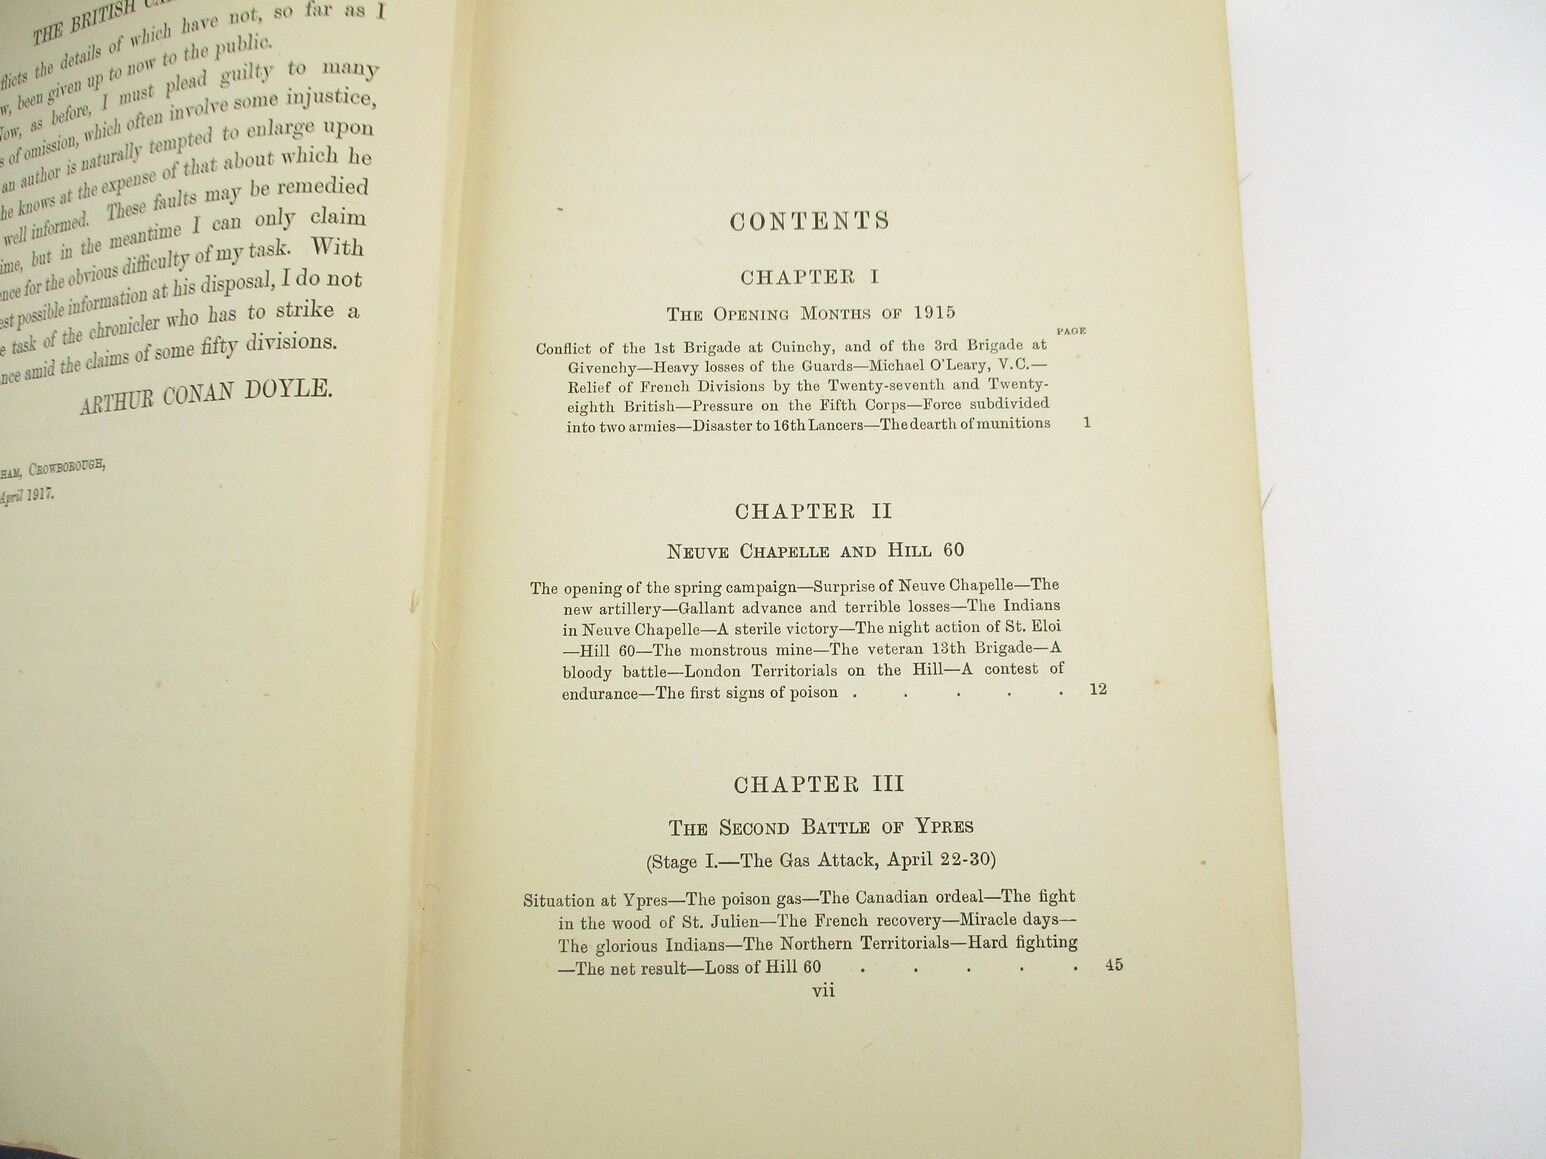 THE BRITISH
the details of which have not, so far as I
been given up to now to the public.
as before, I must plead guilty to many
of omission, which often involve some injustice,
an author is naturally tempted to enlarge upon
he knows at the expense of that about which he
well informed. These faults may be remedied
but in the meantime I can only claim
for the obvious difficulty of my task. With
possible information at his disposal, I do not
task of the chronicler who has to strike a
amid the claims of some fifty divisions.
ARTHUR CONAN DOYLE.
CROWBOROUGH,
April 1917.
CONTENTS
CHAPTER I
THE OPENING MONTHS OF 1915
PAGE
Conflict of the 1st Brigade at Cuinchy, and of the 3rd Brigade at
Givenchy—Heavy losses of the Guards—Michael O'Leary, V.C.—
Relief of French Divisions by the Twenty-seventh and Twenty-
eighth British—Pressure on the Fifth Corps—Force subdivided
into two armies—Disaster to 16th Lancers—The dearth of munitions 1
CHAPTER II
NEUVE CHAPELLE AND HILL 60
The opening of the spring campaign—Surprise of Neuve Chapelle—The
new artillery—Gallant advance and terrible losses—The Indians
in Neuve Chapelle—A sterile victory—The night action of St. Eloi
—Hill 60—The monstrous mine—The veteran 13th Brigade—A
bloody battle—London Territorials on the Hill—A contest of
endurance—The first signs of poison . . . . . 12
CHAPTER III
THE SECOND BATTLE OF YPRES
(Stage I.—The Gas Attack, April 22-30)
Situation at Ypres—The poison gas—The Canadian ordeal—The fight
in the wood of St. Julien—The French recovery—Miracle days—
The glorious Indians—The Northern Territorials—Hard fighting
—The net result—Loss of Hill 60 . . . . . 45
vii